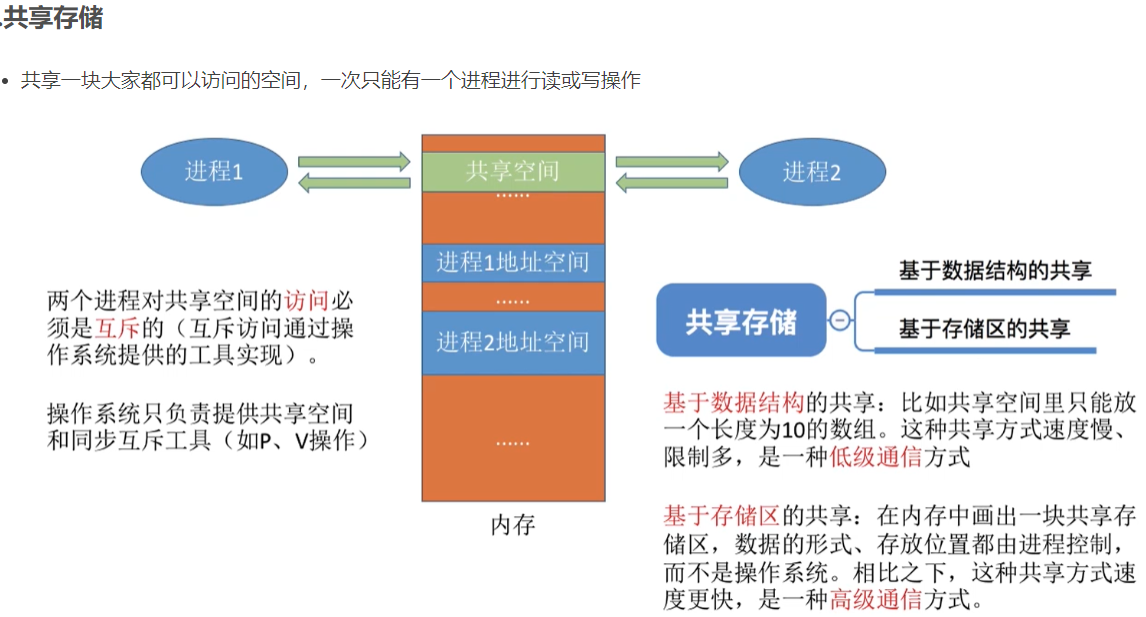 .共享存储
• 共享一块大家都可以访问的空间，一次只能有一个进程进行读或写操作
进程1
共享空间
进程2
......
进程1地址空间
......
进程2地址空间
......
内存
两个进程对共享空间的访问必
须是互斥的（互斥访问通过操
作系统提供的工具实现）。
操作系统只负责提供共享空间
和同步互斥工具（如P、V操作）
共享存储
基于数据结构的共享
基于存储区的共享
基于数据结构的共享：比如共享空间里只能放
一个长度为10的数组。这种共享方式速度慢、
限制多，是一种低级通信方式
基于存储区的共享：在内存中画出一块共享存
储区，数据的形式、存放位置都由进程控制，
而不是操作系统。相比之下，这种共享方式速
度更快，是一种高级通信方式。